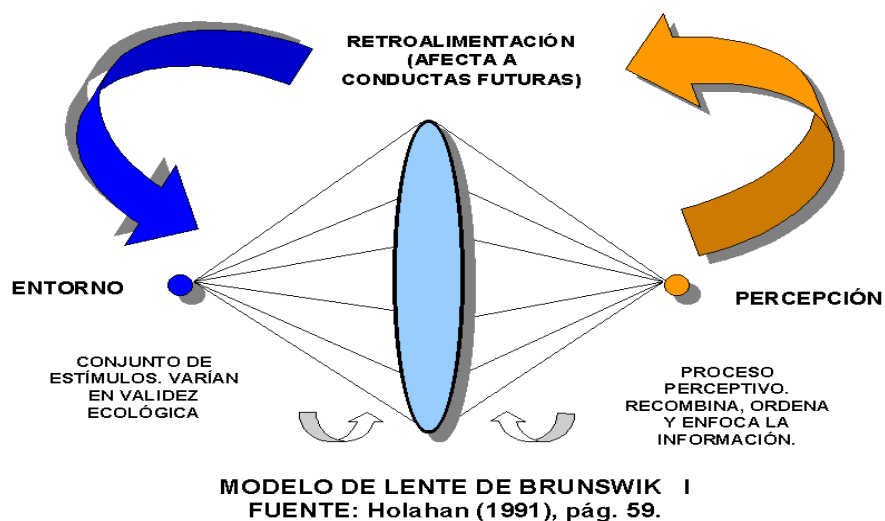 RETROALIMENTACIÓN
(AFECTA A
CONDUCTAS FUTURAS)
ENTORNO
PERCEPCIÓN
CONJUNTO DE
ESTÍMULOS. VARÍAN
EN VALIDEZ
ECOLÓGICA
PROCESO
PERCEPTIVO.
RECOMBINA, ORDENA
Y ENFOCA LA
INFORMACIÓN.
MODELO DE LENTE DE BRUNSWIK I
FUENTE: Holahan (1991), pág. 59.